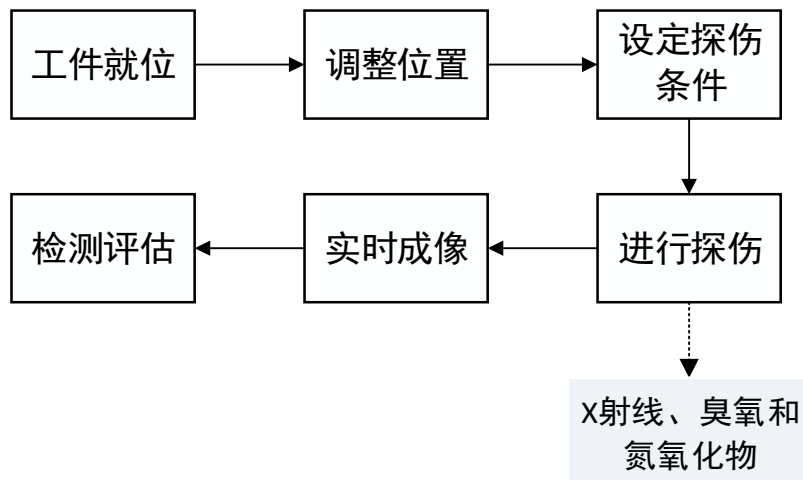 工件就位
调整位置
设定探伤
条件
检测评估
实时成像
进行探伤
X射线、臭氧和
氮氧化物